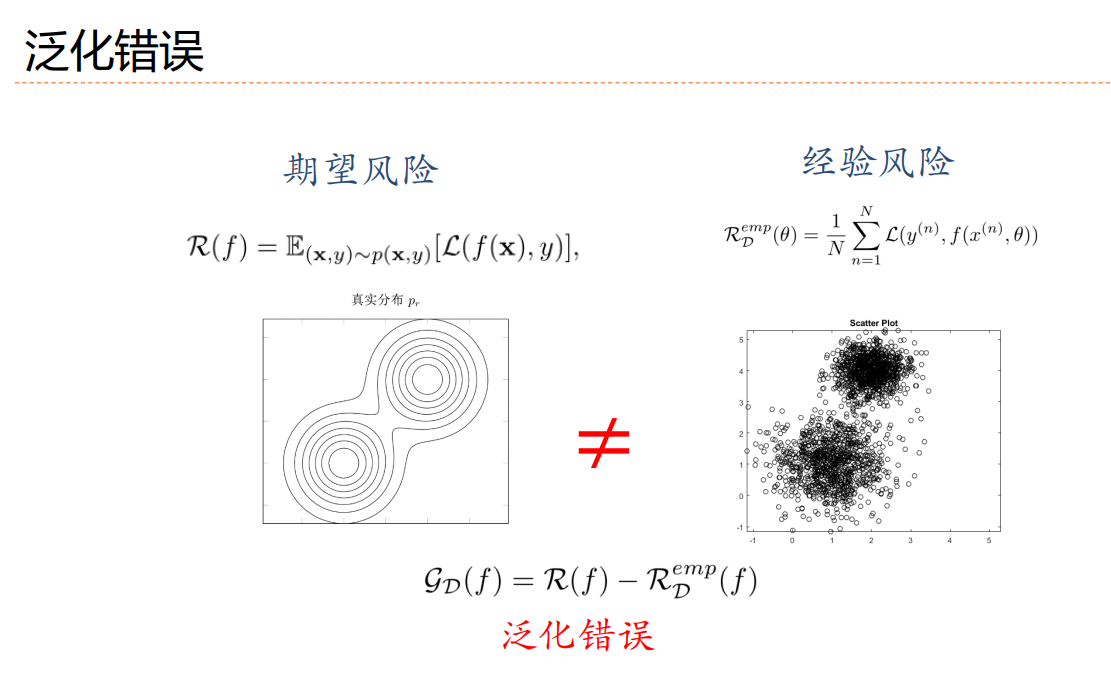 泛化错误
期望风险
经验风险
$\mathcal{R}(f) = \mathbb{E}_{(\mathbf{x},y)\sim p(\mathbf{x},y)}[\mathcal{L}(f(\mathbf{x}), y)],$
$\mathcal{R}_{\mathcal{D}}^{emp}(\theta) = \frac{1}{N} \sum_{n=1}^{N} \mathcal{L}(y^{(n)}, f(x^{(n)}, \theta))$
真实分布 $p_r$
Scatter Plot
5
4
3
2
1
0
-1
-1 0 1 2 3 4 5
≠
$\mathcal{G}_{\mathcal{D}}(f) = \mathcal{R}(f) - \mathcal{R}_{\mathcal{D}}^{emp}(f)$
泛化错误